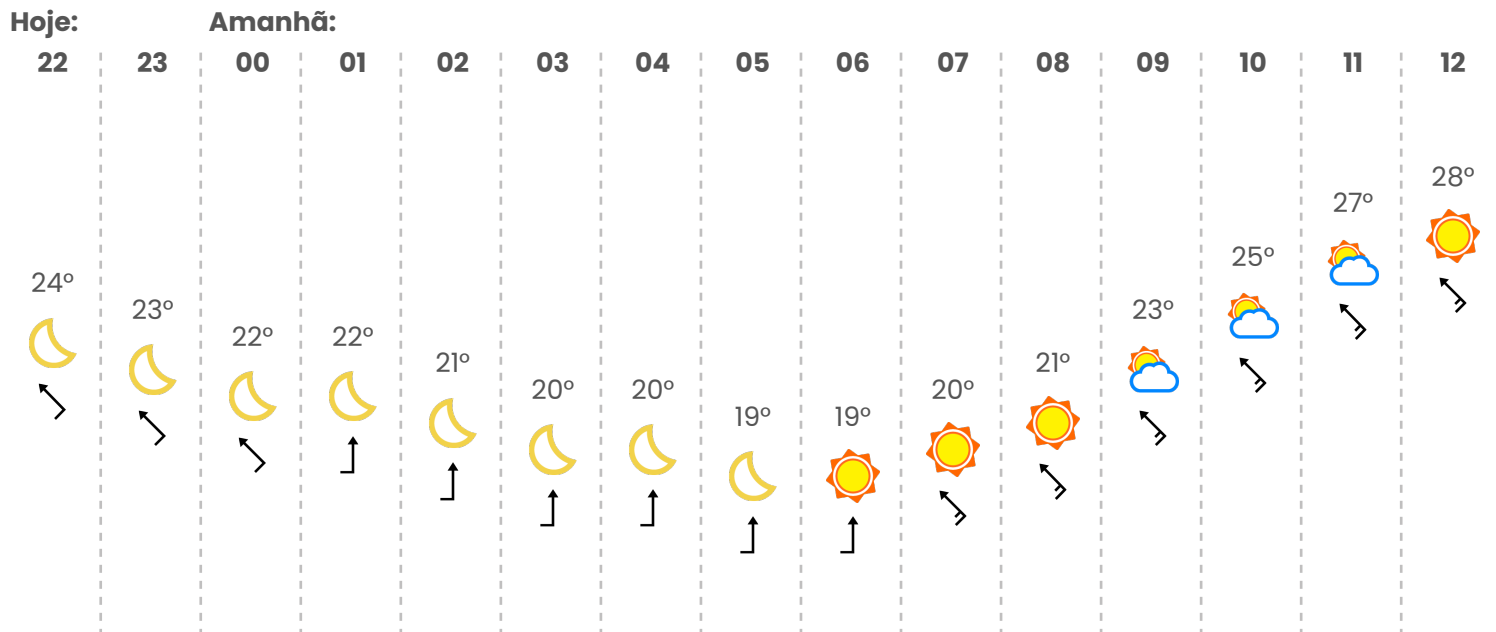 Hoje: Amanhã:
22 23 00 01 02 03 04 05 06 07 08 09 10 11 12
28º
27º
25º
24º
23º 23º
22º 22º
21º 21º
20º 20º 20º
19º 19º